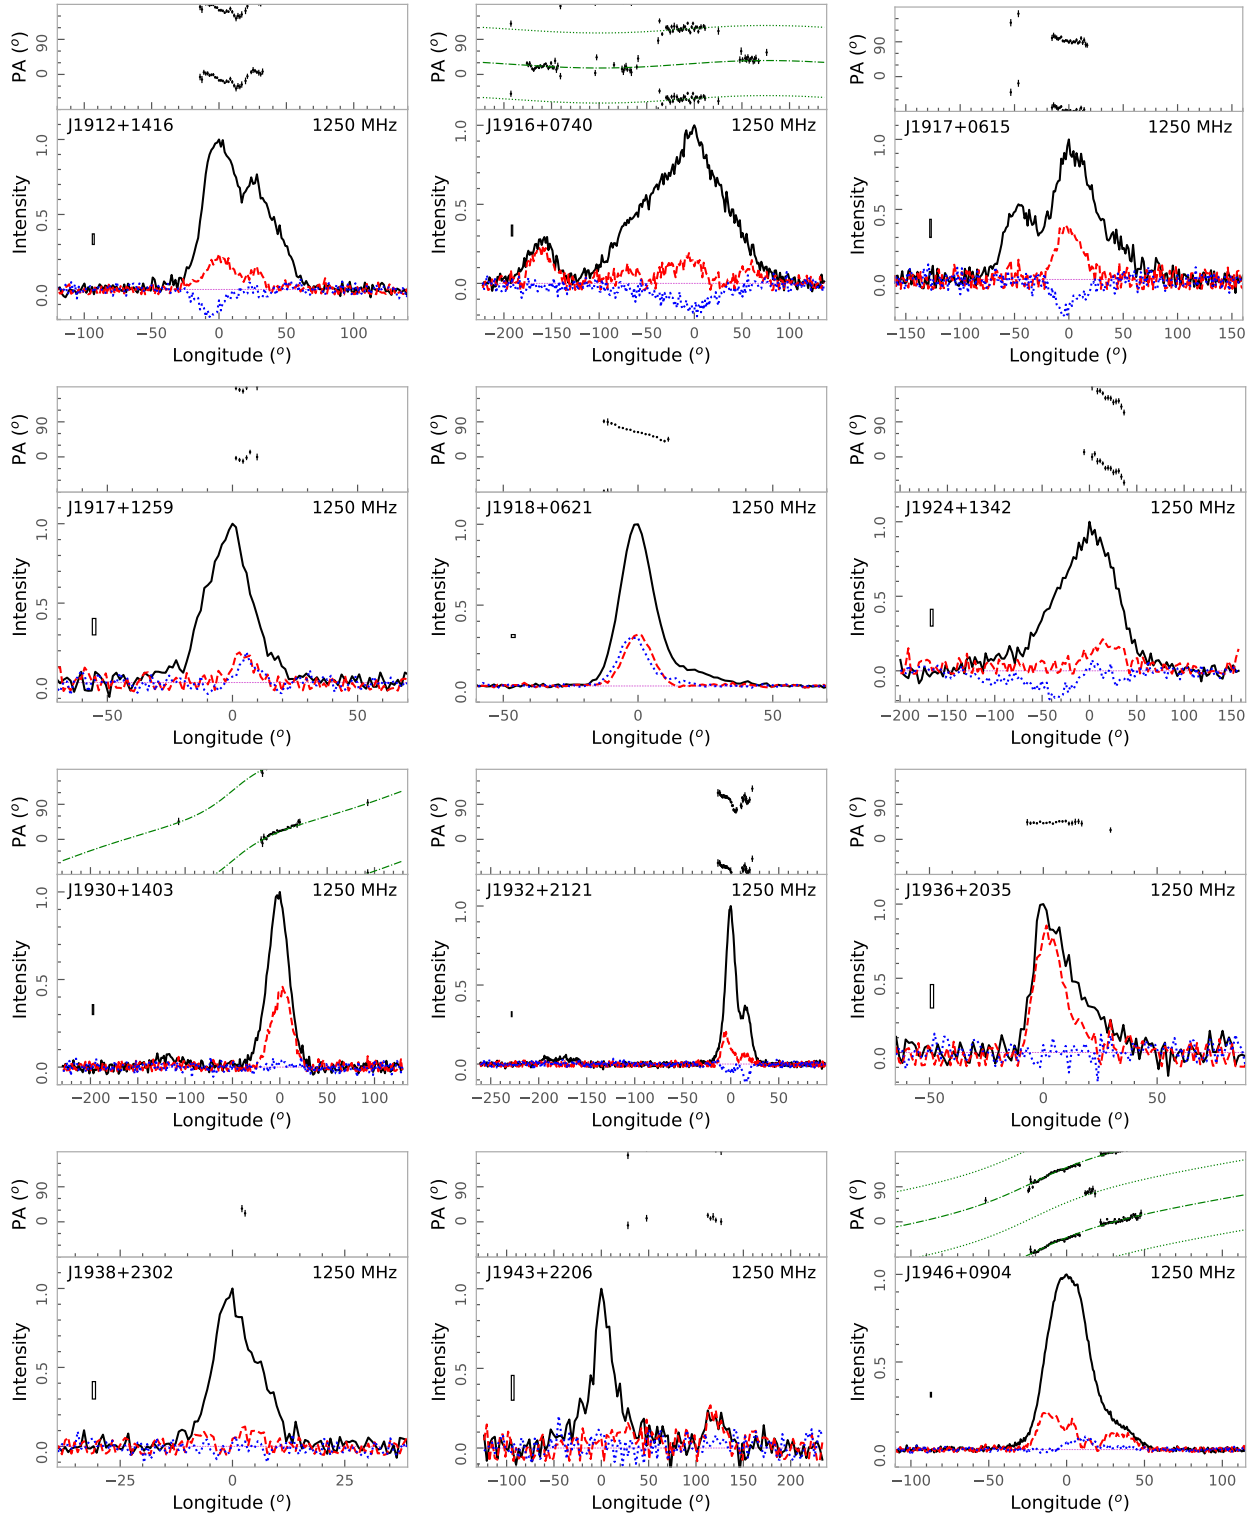 PA (°)
90
0
J1912+1416 1250 MHz
Intensity
1.0
0.5
0.0
−100 −50 0 50 100
Longitude (°)
PA (°)
90
0
J1916+0740 1250 MHz
Intensity
1.0
0.5
0.0
−200 −150 −100 −50 0 50 100
Longitude (°)
PA (°)
90
0
J1917+0615 1250 MHz
Intensity
1.0
0.5
0.0
−150 −100 −50 0 50 100 150
Longitude (°)
PA (°)
90
0
J1917+1259 1250 MHz
Intensity
1.0
0.5
0.0
−50 0 50
Longitude (°)
PA (°)
90
0
J1918+0621 1250 MHz
Intensity
1.0
0.5
0.0
−50 0 50
Longitude (°)
PA (°)
90
0
J1924+1342 1250 MHz
Intensity
1.0
0.5
0.0
−200 −150 −100 −50 0 50 100 150
Longitude (°)
PA (°)
90
0
J1930+1403 1250 MHz
Intensity
1.0
0.5
0.0
−200 −150 −100 −50 0 50 100
Longitude (°)
PA (°)
90
0
J1932+2121 1250 MHz
Intensity
1.0
0.5
0.0
−250 −200 −150 −100 −50 0 50
Longitude (°)
PA (°)
90
0
J1936+2035 1250 MHz
Intensity
1.0
0.5
0.0
−50 0 50
Longitude (°)
PA (°)
90
0
J1938+2302 1250 MHz
Intensity
1.0
0.5
0.0
−25 0 25
Longitude (°)
PA (°)
90
0
J1943+2206 1250 MHz
Intensity
1.0
0.5
0.0
−100 −50 0 50 100 150 200
Longitude (°)
PA (°)
90
0
J1946+0904 1250 MHz
Intensity
1.0
0.5
0.0
−100 −50 0 50 100
Longitude (°)